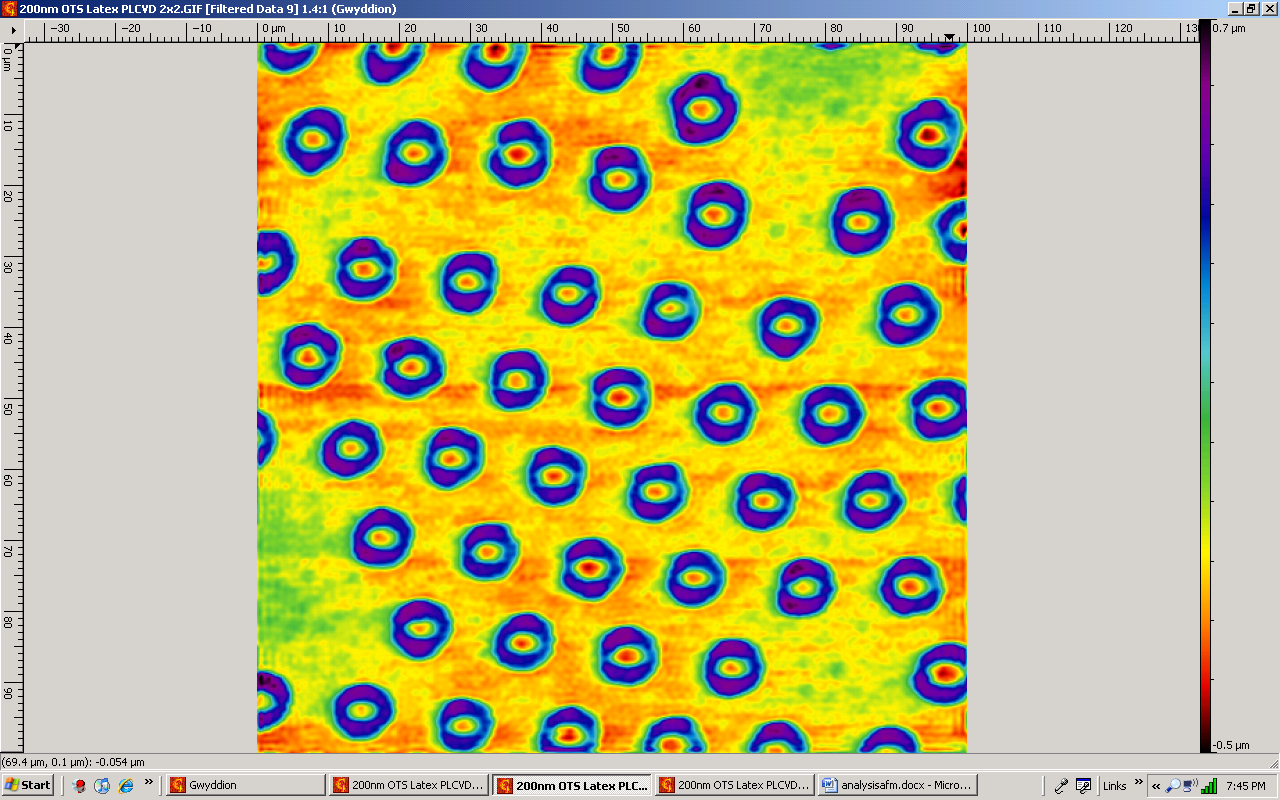 200nm OTS Latex PLCVD 2x2.GIF [Filtered Data 9] 1.4:1 (Gwyddion)
-30 -20 -10 0 µm 10 20 30 40 50 60 70 80 90 100 110 120 130
0.7 µm
0 µm
10
20
30
40
50
60
70
80
90
-0.5 µm
(69.4 µm, 0.1 µm): -0.054 µm
Start » Gwyddion 200nm OTS Latex PLCVD... 200nm OTS Latex PLC... 200nm OTS Latex PLCVD... analysisafm.docx - Micro... Links » « 7:45 PM